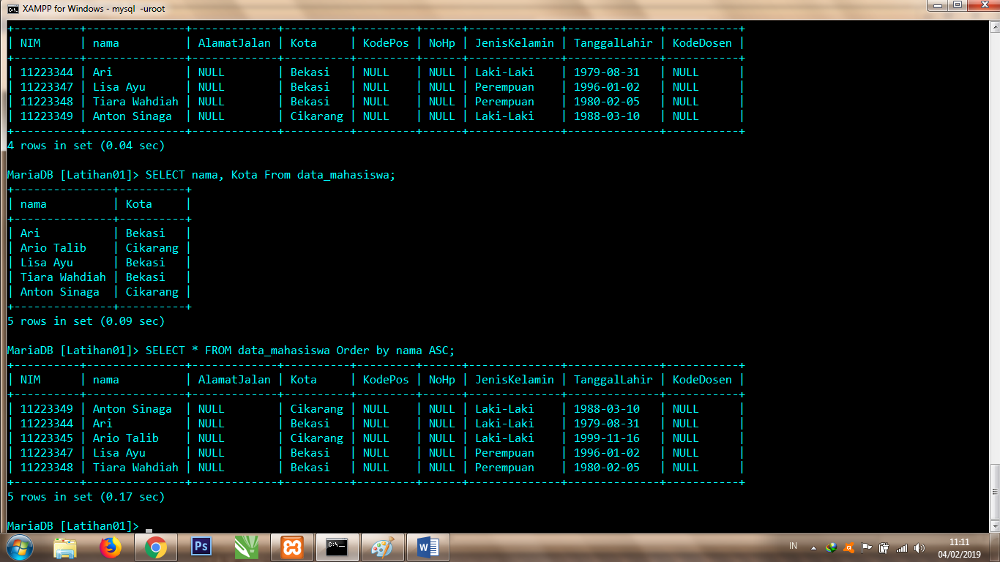 XAMPP for Windows - mysql  -uroot
+----------+---------------+-------------+----------+---------+------+--------------+--------------+-----------+
| NIM      | nama          | AlamatJalan | Kota     | KodePos | NoHp | JenisKelamin | TanggalLahir | KodeDosen |
+----------+---------------+-------------+----------+---------+------+--------------+--------------+-----------+
| 11223344 | Ari           | NULL        | Bekasi   | NULL    | NULL | Laki-Laki    | 1979-08-31   | NULL      |
| 11223347 | Lisa Ayu      | NULL        | Bekasi   | NULL    | NULL | Perempuan    | 1996-01-02   | NULL      |
| 11223348 | Tiara Wahdiah | NULL        | Bekasi   | NULL    | NULL | Perempuan    | 1980-02-05   | NULL      |
| 11223349 | Anton Sinaga  | NULL        | Cikarang | NULL    | NULL | Laki-Laki    | 1988-03-10   | NULL      |
+----------+---------------+-------------+----------+---------+------+--------------+--------------+-----------+
4 rows in set (0.04 sec)
MariaDB [Latihan01]> SELECT nama, Kota From data_mahasiswa;
+---------------+----------+
| nama          | Kota     |
+---------------+----------+
| Ari           | Bekasi   |
| Ario Talib    | Cikarang |
| Lisa Ayu      | Bekasi   |
| Tiara Wahdiah | Bekasi   |
| Anton Sinaga  | Cikarang |
+---------------+----------+
5 rows in set (0.09 sec)
MariaDB [Latihan01]> SELECT * FROM data_mahasiswa Order by nama ASC;
+----------+---------------+-------------+----------+---------+------+--------------+--------------+-----------+
| NIM      | nama          | AlamatJalan | Kota     | KodePos | NoHp | JenisKelamin | TanggalLahir | KodeDosen |
+----------+---------------+-------------+----------+---------+------+--------------+--------------+-----------+
| 11223349 | Anton Sinaga  | NULL        | Cikarang | NULL    | NULL | Laki-Laki    | 1988-03-10   | NULL      |
| 11223344 | Ari           | NULL        | Bekasi   | NULL    | NULL | Laki-Laki    | 1979-08-31   | NULL      |
| 11223345 | Ario Talib    | NULL        | Cikarang | NULL    | NULL | Laki-Laki    | 1999-11-16   | NULL      |
| 11223347 | Lisa Ayu      | NULL        | Bekasi   | NULL    | NULL | Perempuan    | 1996-01-02   | NULL      |
| 11223348 | Tiara Wahdiah | NULL        | Bekasi   | NULL    | NULL | Perempuan    | 1980-02-05   | NULL      |
+----------+---------------+-------------+----------+---------+------+--------------+--------------+-----------+
5 rows in set (0.17 sec)
MariaDB [Latihan01]> _
Ps
W
IN
11:11
04/02/2019